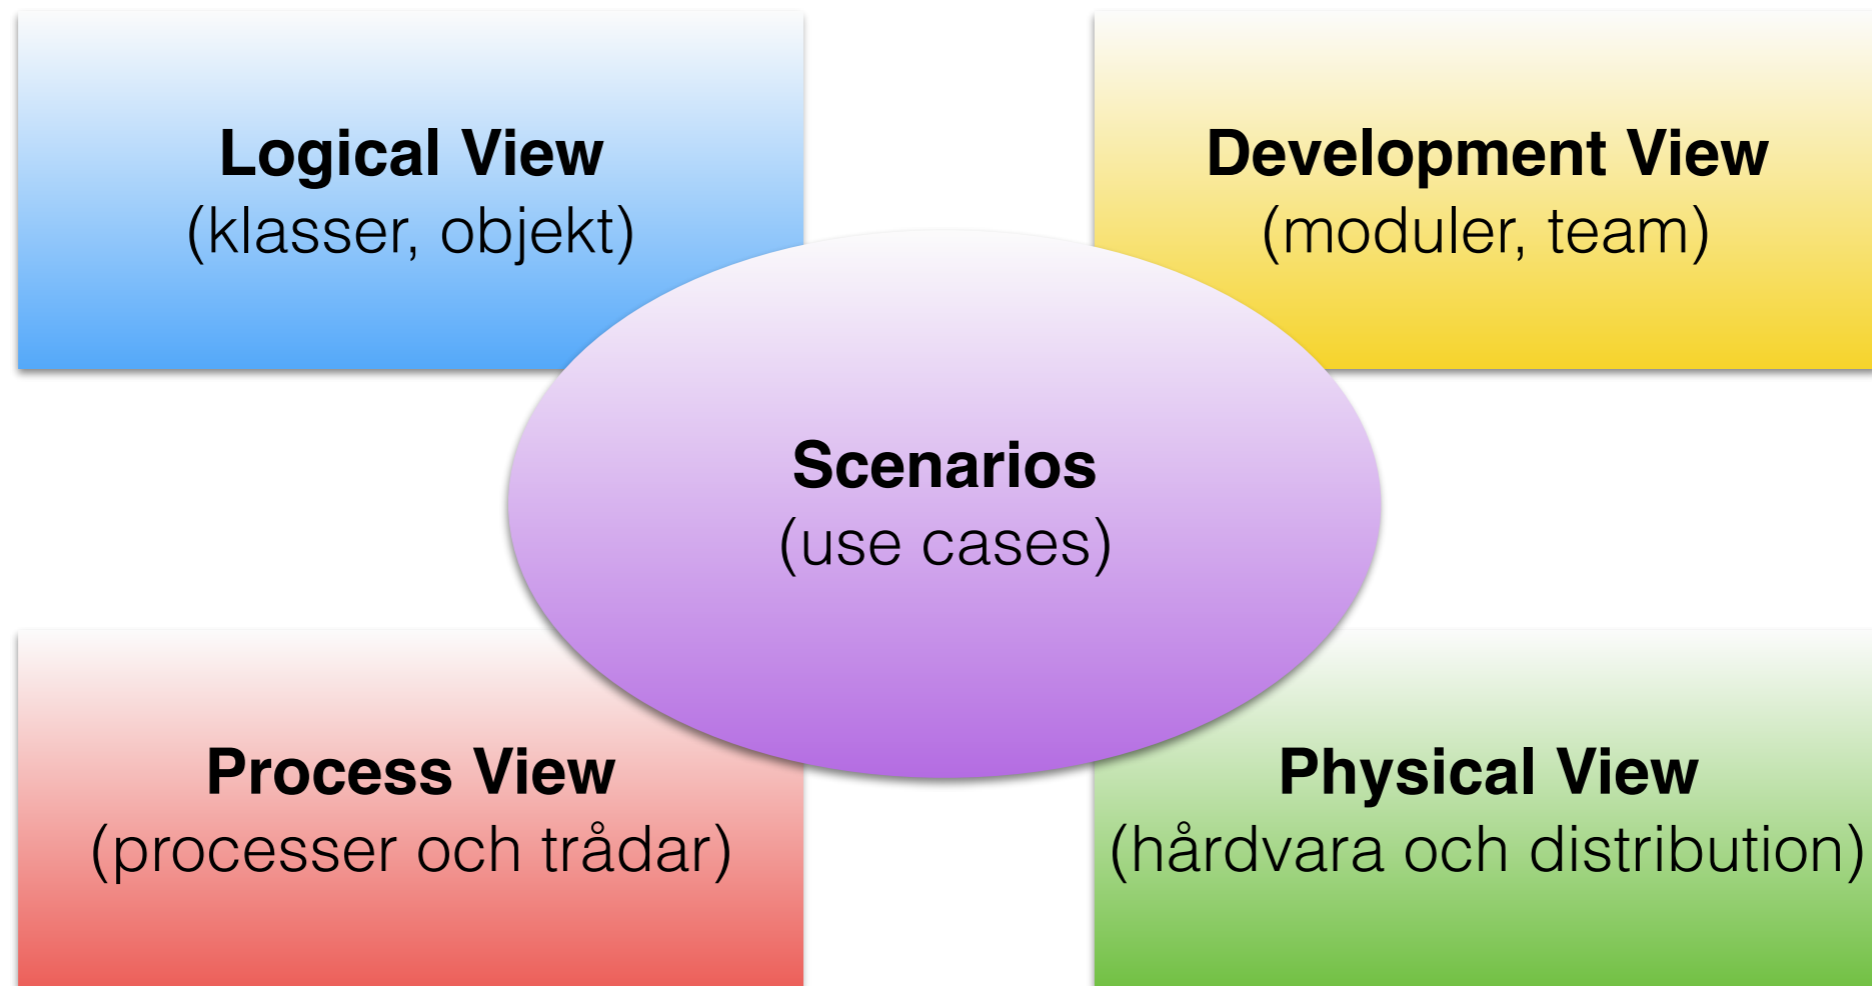 Logical View
(klasser, objekt)
Development View
(moduler, team)
Scenarios
(use cases)
Process View
(processer och trådar)
Physical View
(hårdvara och distribution)